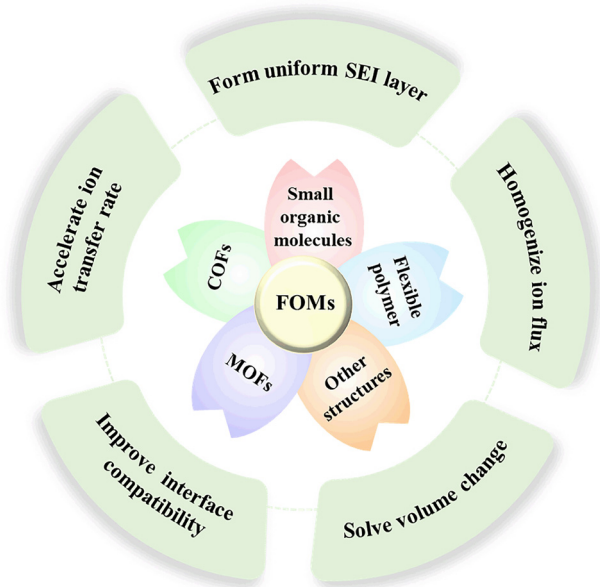 Form uniform SEI layer
Homogenize ion flux
Solve volume change
Improve interface
compatibility
Accelerate ion
transfer rate
Small
organic
molecules
Flexible
polymer
Other
structures
MOFs
COFs
FOMs